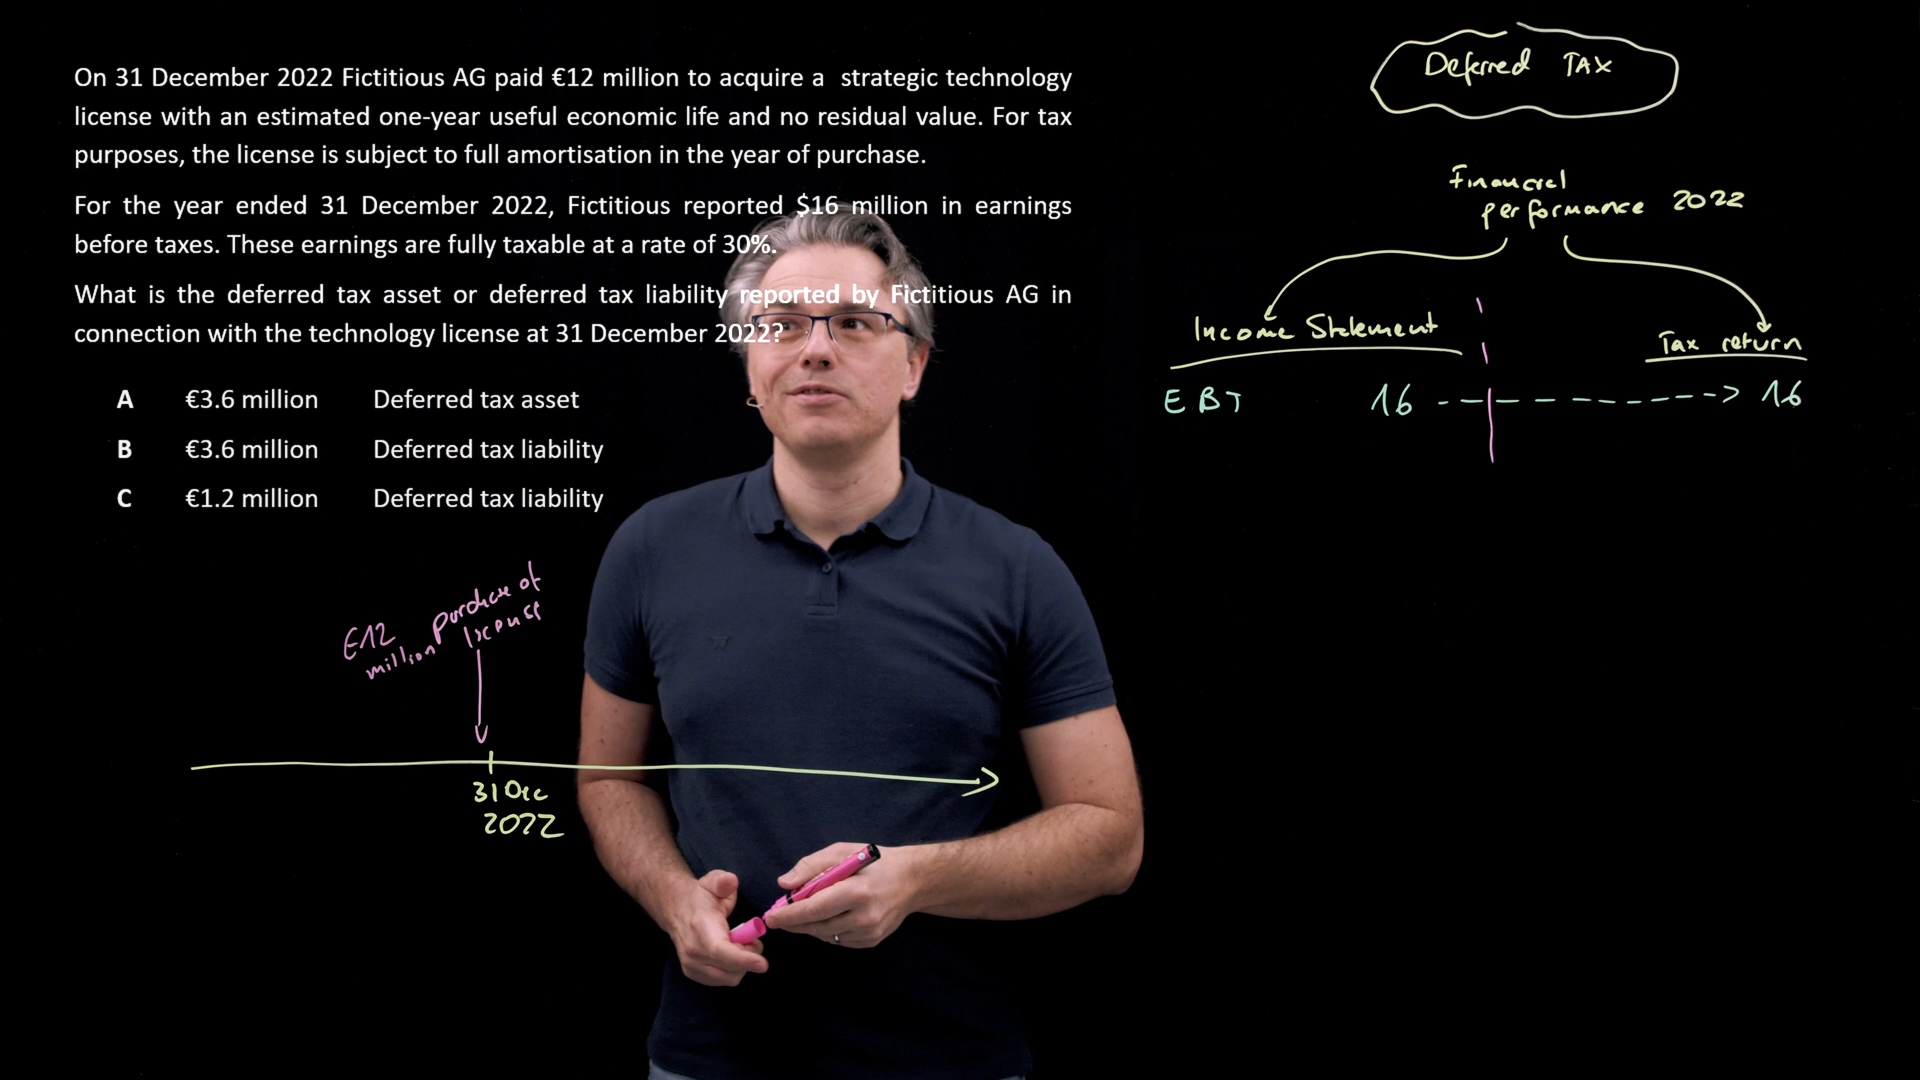 On 31 December 2022 Fictitious AG paid €12 million to acquire a strategic technology
license with an estimated one-year useful economic life and no residual value. For tax
purposes, the license is subject to full amortisation in the year of purchase.
For the year ended 31 December 2022, Fictitious reported $16 million in earnings
before taxes. These earnings are fully taxable at a rate of 30%.
What is the deferred tax asset or deferred tax liability reported by Fictitious AG in
connection with the technology license at 31 December 2022?
A €3.6 million Deferred tax asset
B €3.6 million Deferred tax liability
C €1.2 million Deferred tax liability
€12
million
purchase of
license
31 Dec
2022
Deferred TAX
Financial
performance 2022
Income Statement
Tax return
EBT 16 16